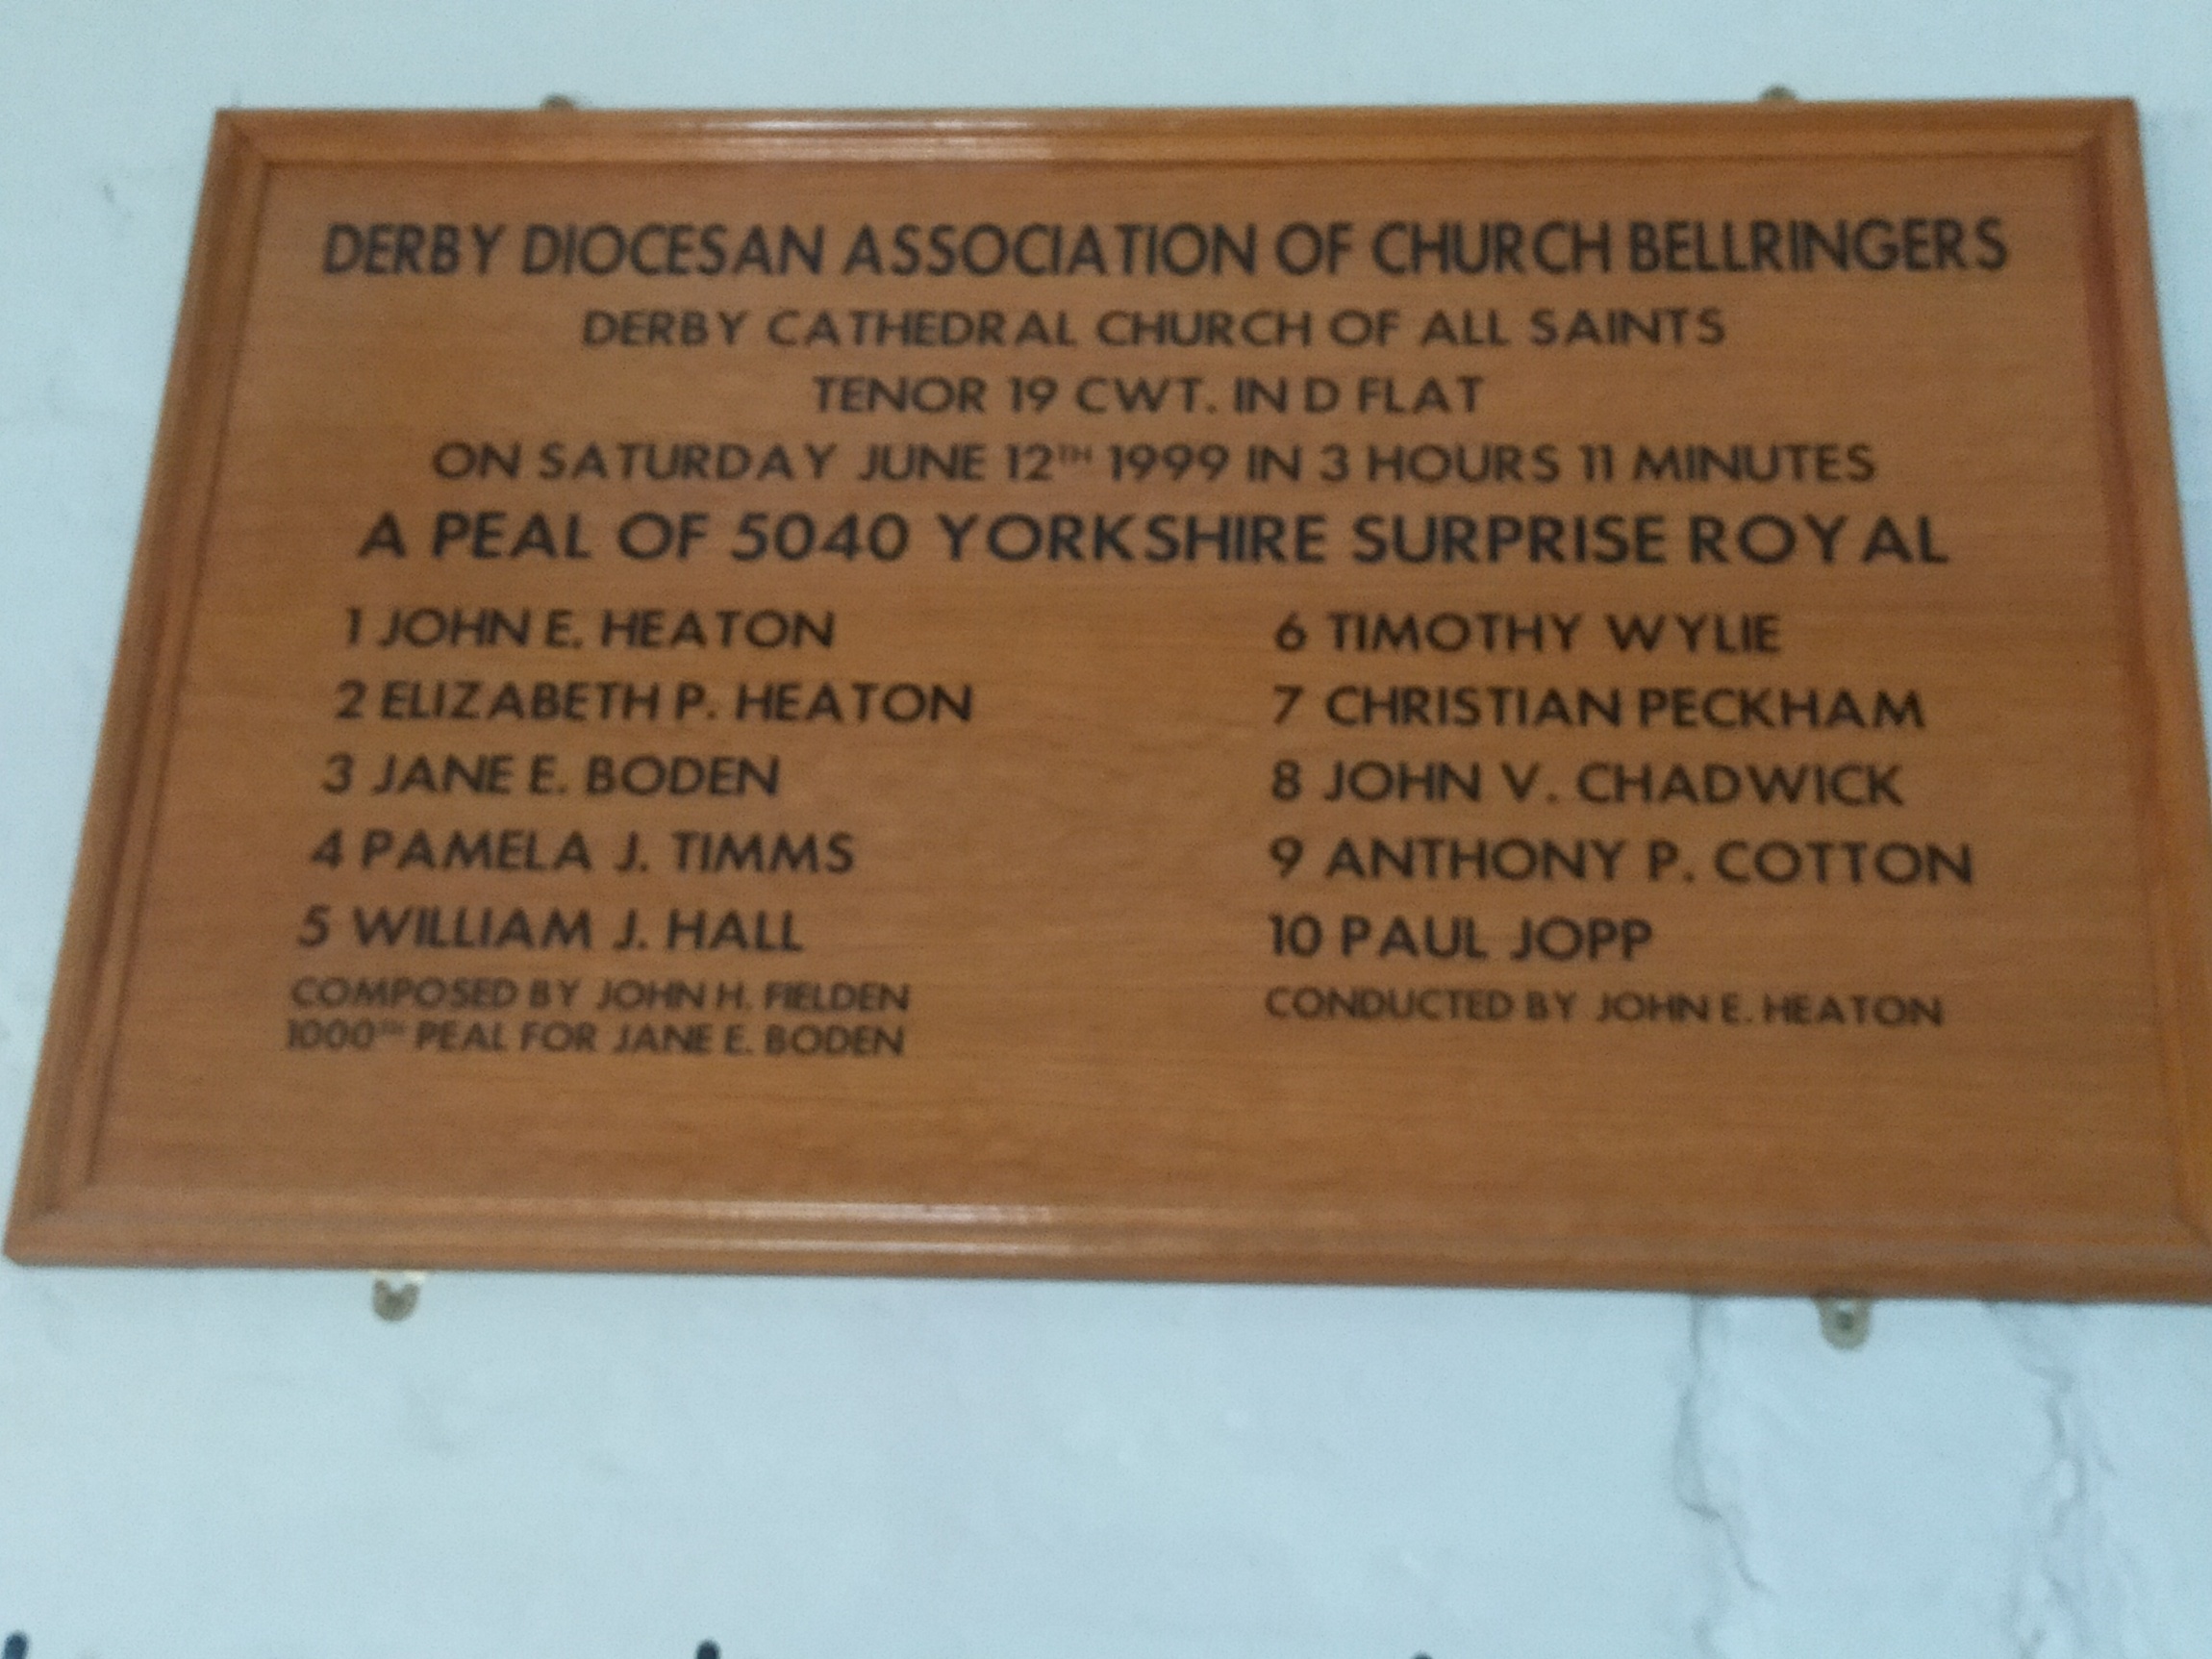 DERBY DIOCESAN ASSOCIATION OF CHURCH BELLRINGERS
DERBY CATHEDRAL CHURCH OF ALL SAINTS
TENOR 19 CWT. IN D FLAT
ON SATURDAY JUNE 12TH 1999 IN 3 HOURS 11 MINUTES
A PEAL OF 5040 YORKSHIRE SURPRISE ROYAL
1 JOHN E. HEATON
2 ELIZABETH P. HEATON
3 JANE E. BODEN
4 PAMELA J. TIMMS
5 WILLIAM J. HALL
COMPOSED BY JOHN H. FIELDEN
1000TH PEAL FOR JANE E. BODEN
6 TIMOTHY WYLIE
7 CHRISTIAN PECKHAM
8 JOHN V. CHADWICK
9 ANTHONY P. COTTON
10 PAUL JOPP
CONDUCTED BY JOHN E. HEATON